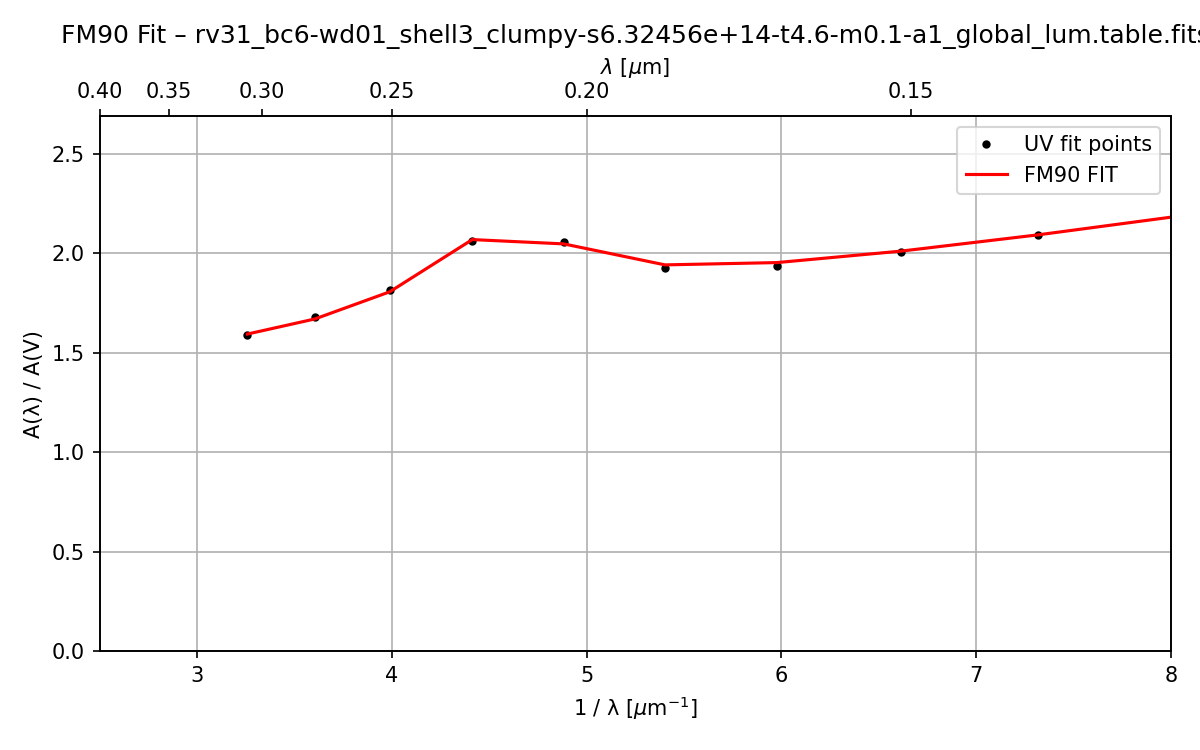 FM90 Fit – rv31_bc6-wd01_shell3_clumpy-s6.32456e+14-t4.6-m0.1-a1_global_lum.table.fits
λ [μm]
0.40 0.35 0.30 0.25 0.20 0.15
UV fit points
FM90 FIT
2.5
2.0
1.5
1.0
0.5
0.0
A(λ) / A(V)
3 4 5 6 7 8
1 / λ [μm⁻¹]